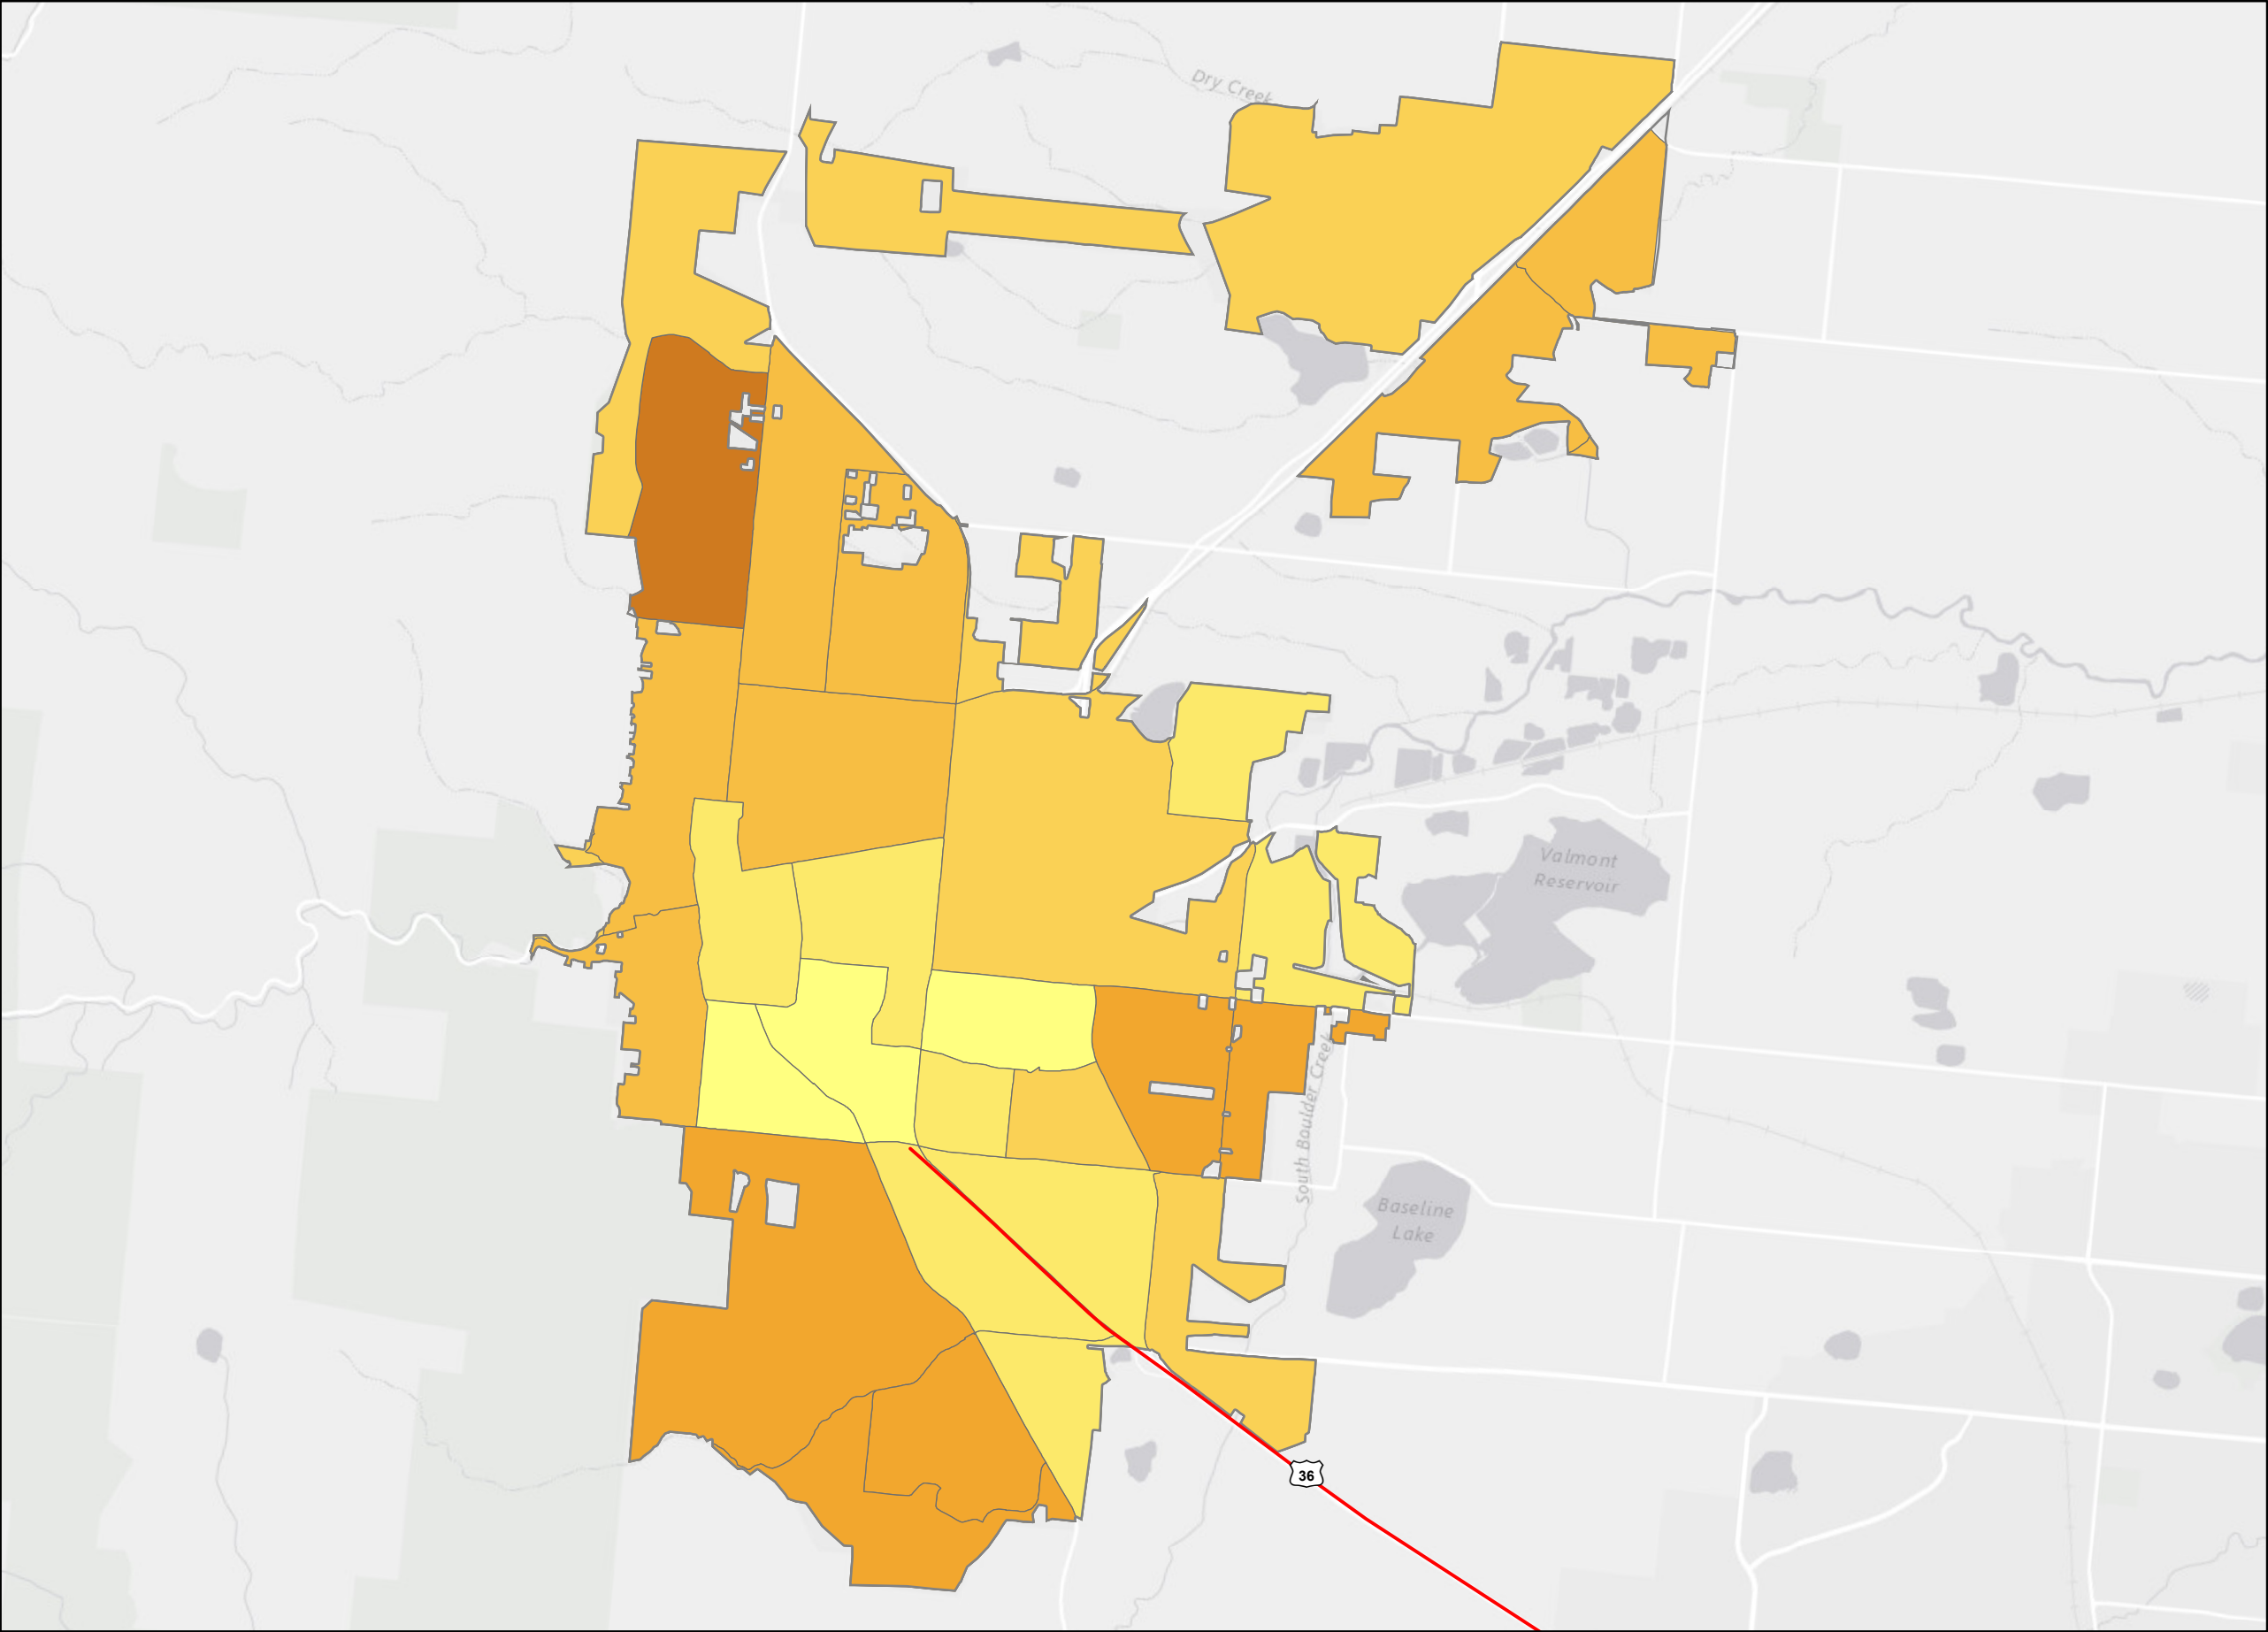 Dry Creek
Valmont
Reservoir
South Boulder Creek
Baseline
Lake
36